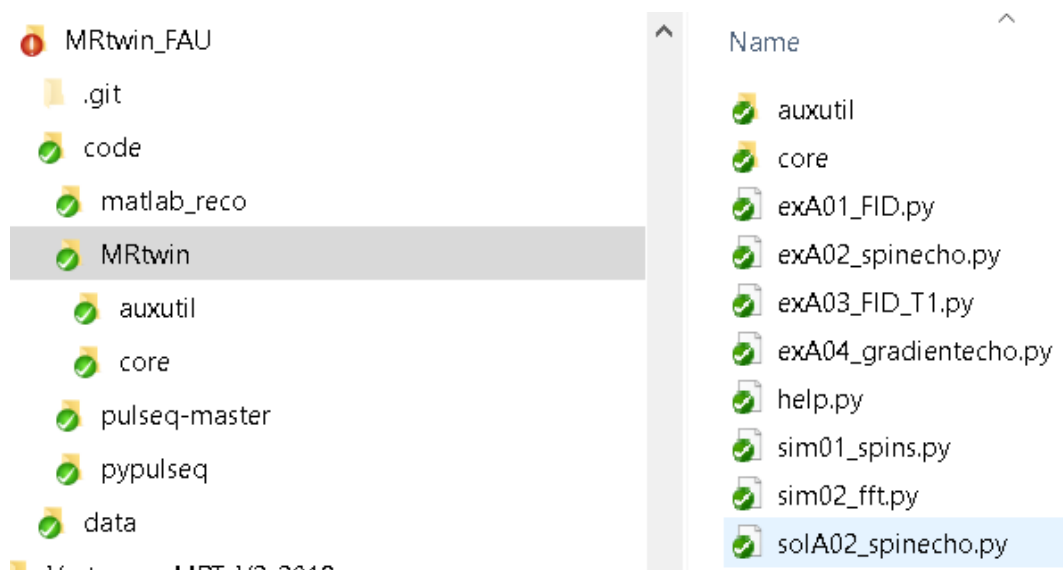 MRtwin_FAU
.git
code
matlab_reco
MRtwin
auxutil
core
pulseq-master
pypulseq
data
Name
auxutil
core
exA01_FID.py
exA02_spinecho.py
exA03_FID_T1.py
exA04_gradientecho.py
help.py
sim01_spins.py
sim02_fft.py
solA02_spinecho.py